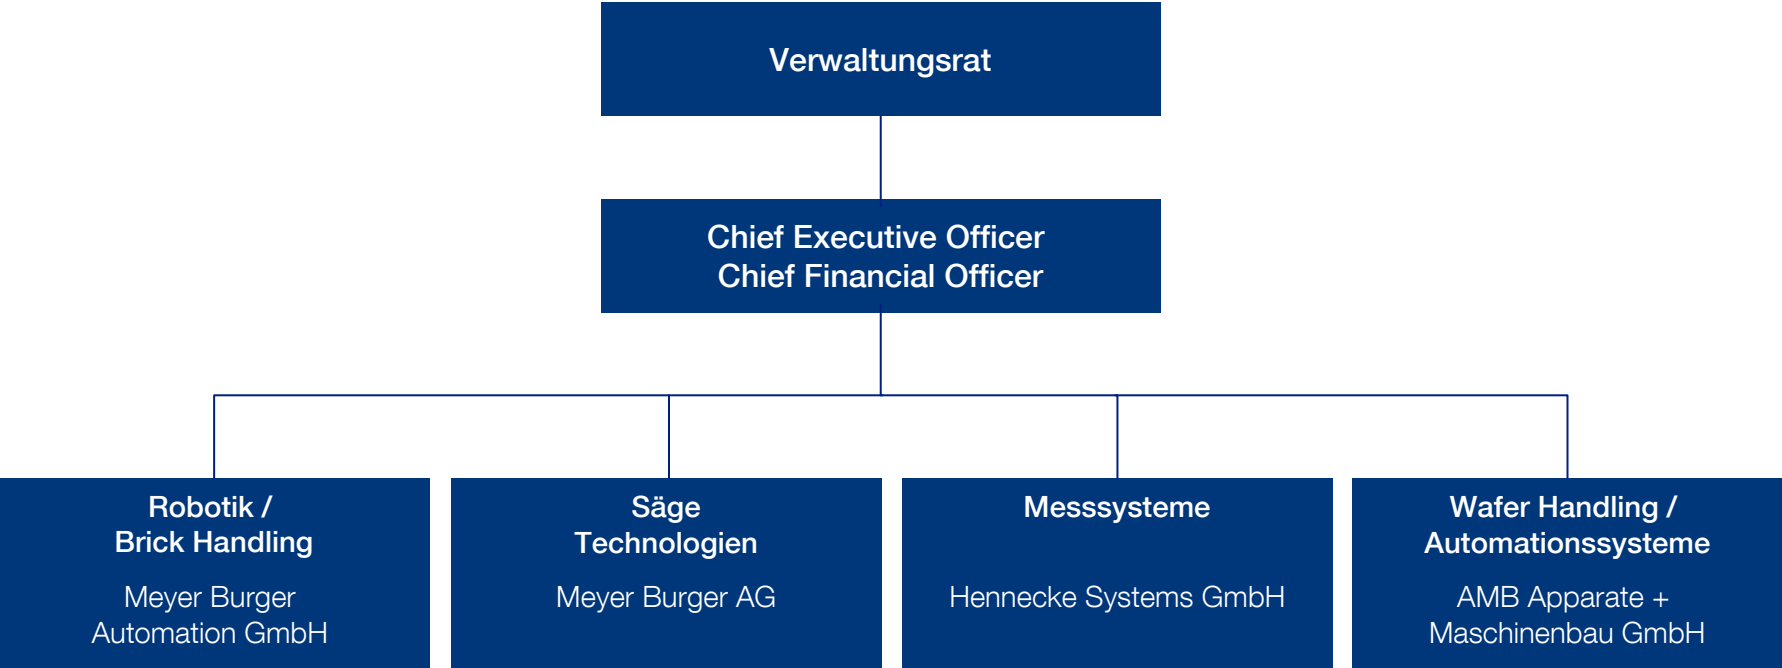 Verwaltungsrat
Chief Executive Officer
Chief Financial Officer
Robotik /
Brick Handling
Meyer Burger
Automation GmbH
Säge
Technologien
Meyer Burger AG
Messsysteme
Hennecke Systems GmbH
Wafer Handling /
Automationssysteme
AMB Apparate +
Maschinenbau GmbH